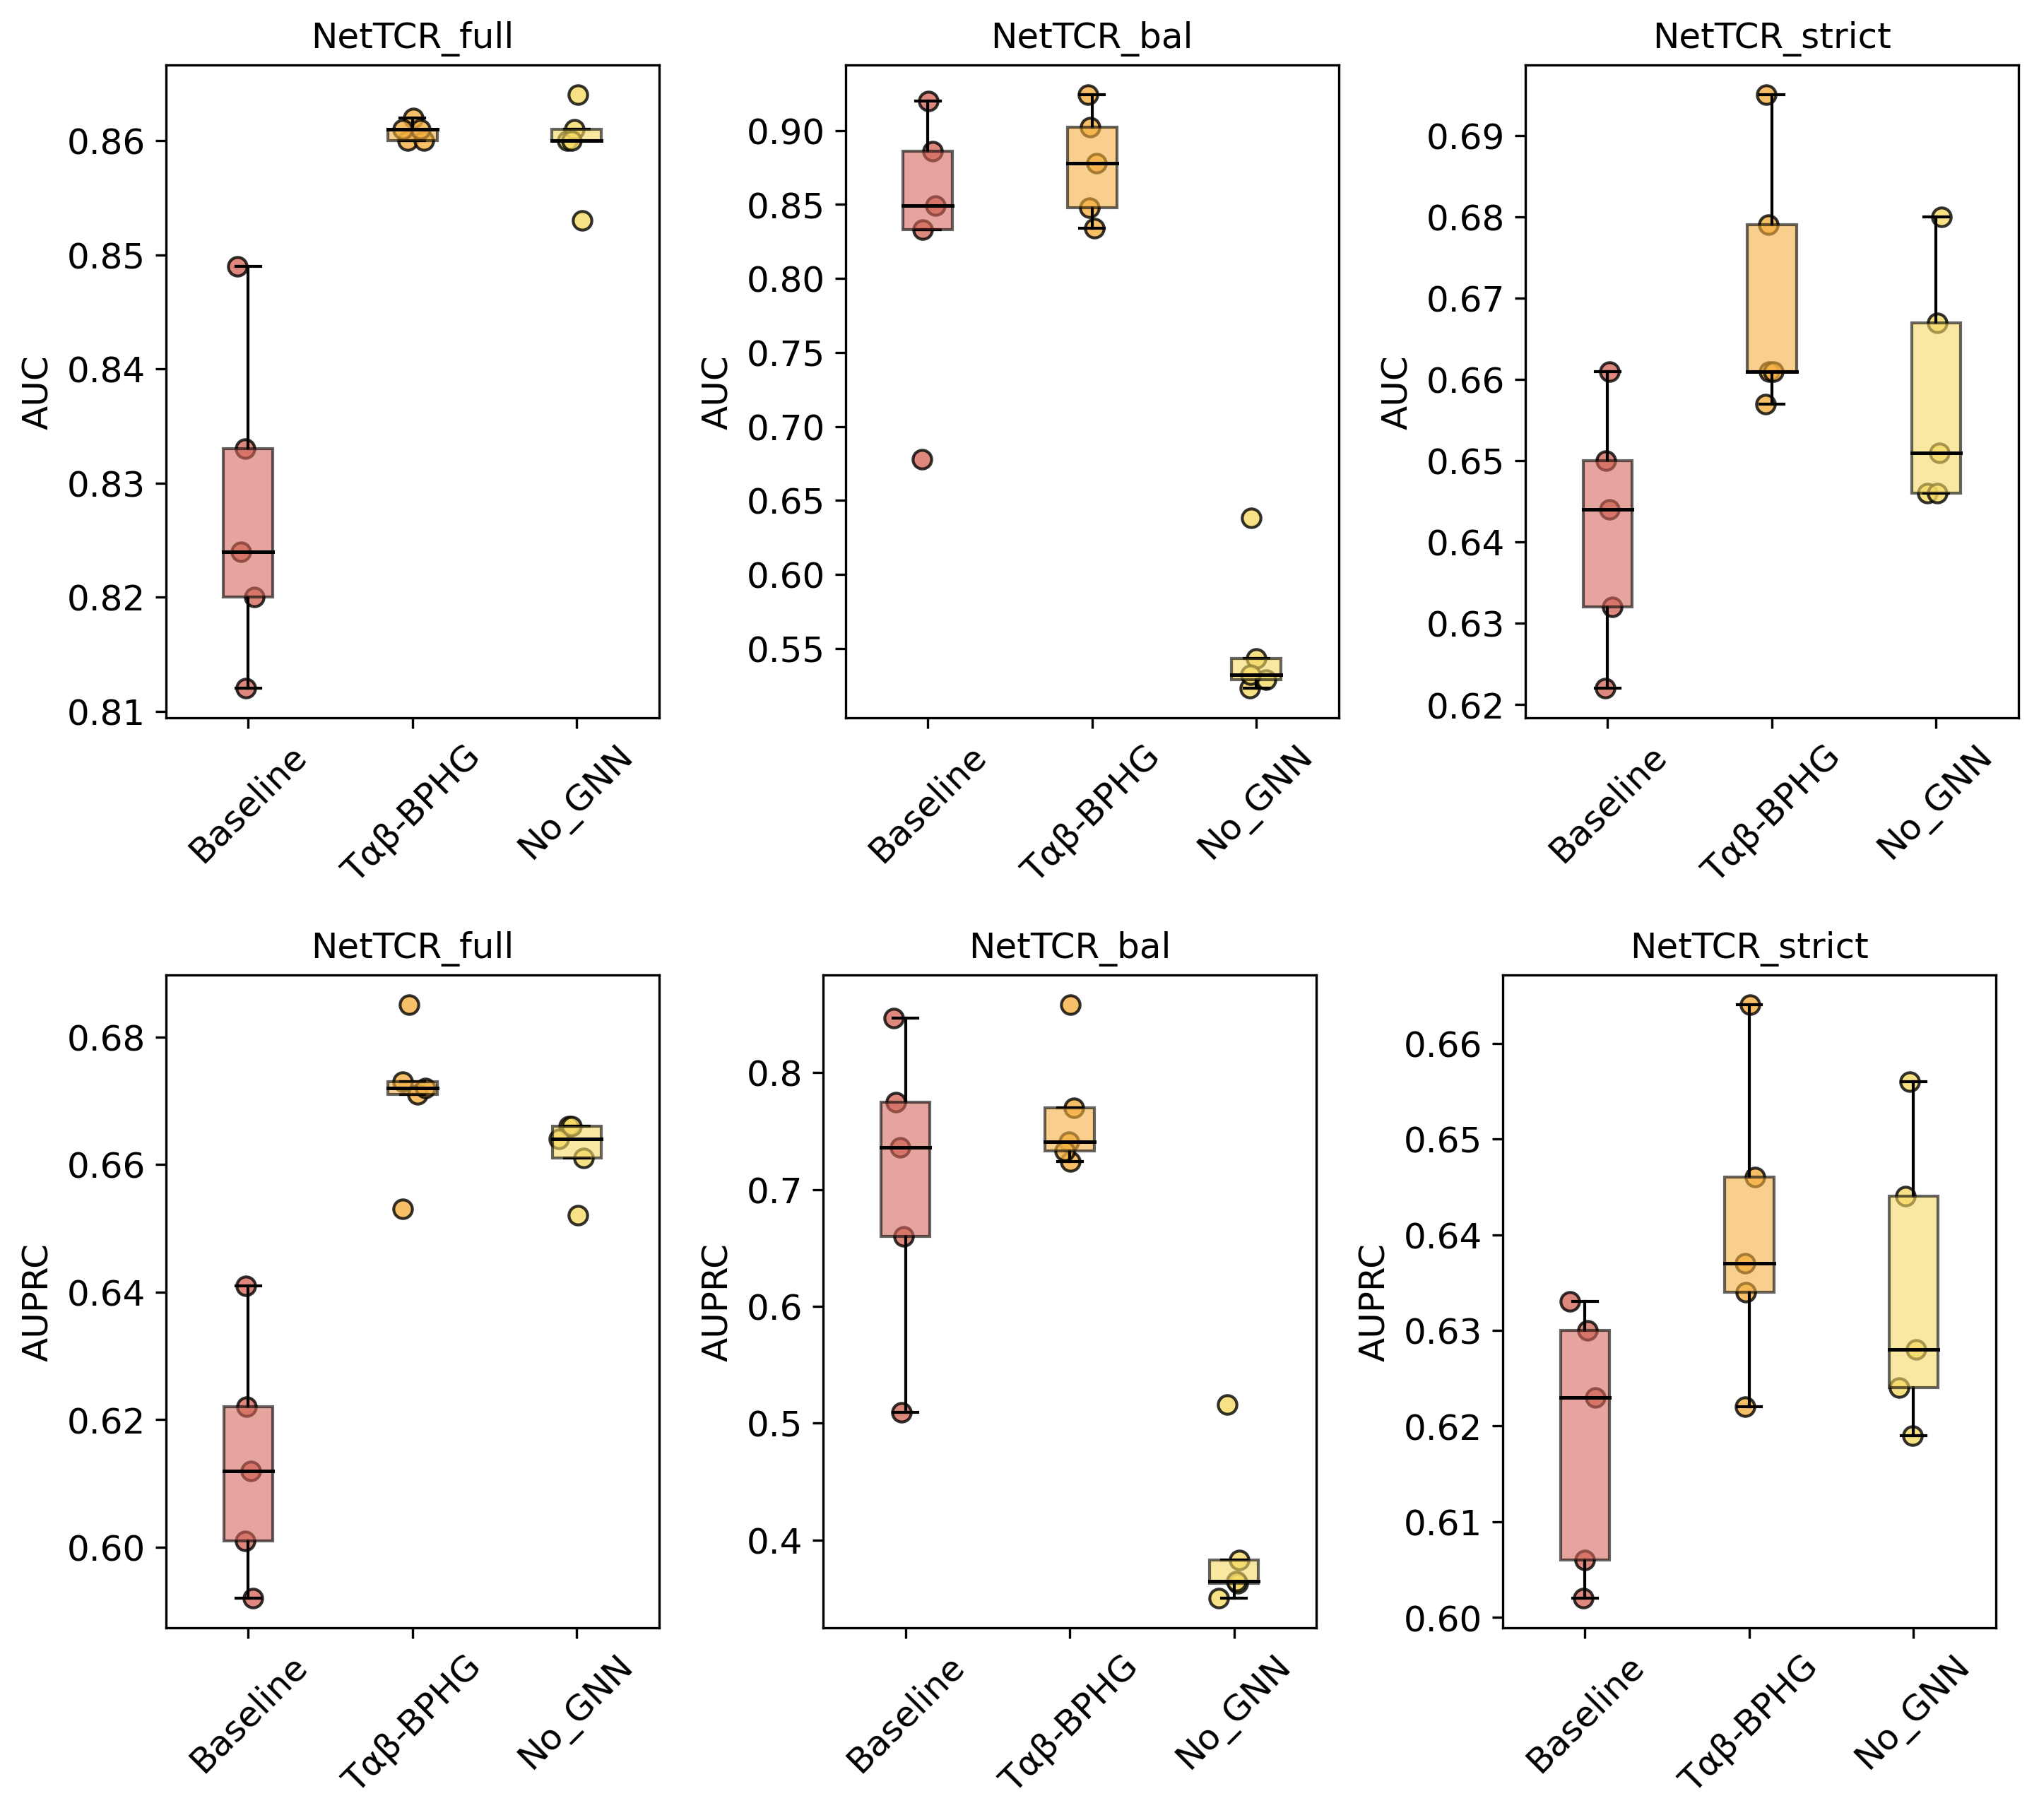 NetTCR_full
AUC
0.86
0.85
0.84
0.83
0.82
0.81
Baseline
Tαβ-BPHG
No_GNN
NetTCR_bal
AUC
0.90
0.85
0.80
0.75
0.70
0.65
0.60
0.55
Baseline
Tαβ-BPHG
No_GNN
NetTCR_strict
AUC
0.69
0.68
0.67
0.66
0.65
0.64
0.63
0.62
Baseline
Tαβ-BPHG
No_GNN
NetTCR_full
AUPRC
0.68
0.66
0.64
0.62
0.60
Baseline
Tαβ-BPHG
No_GNN
NetTCR_bal
AUPRC
0.8
0.7
0.6
0.5
0.4
Baseline
Tαβ-BPHG
No_GNN
NetTCR_strict
AUPRC
0.66
0.65
0.64
0.63
0.62
0.61
0.60
Baseline
Tαβ-BPHG
No_GNN